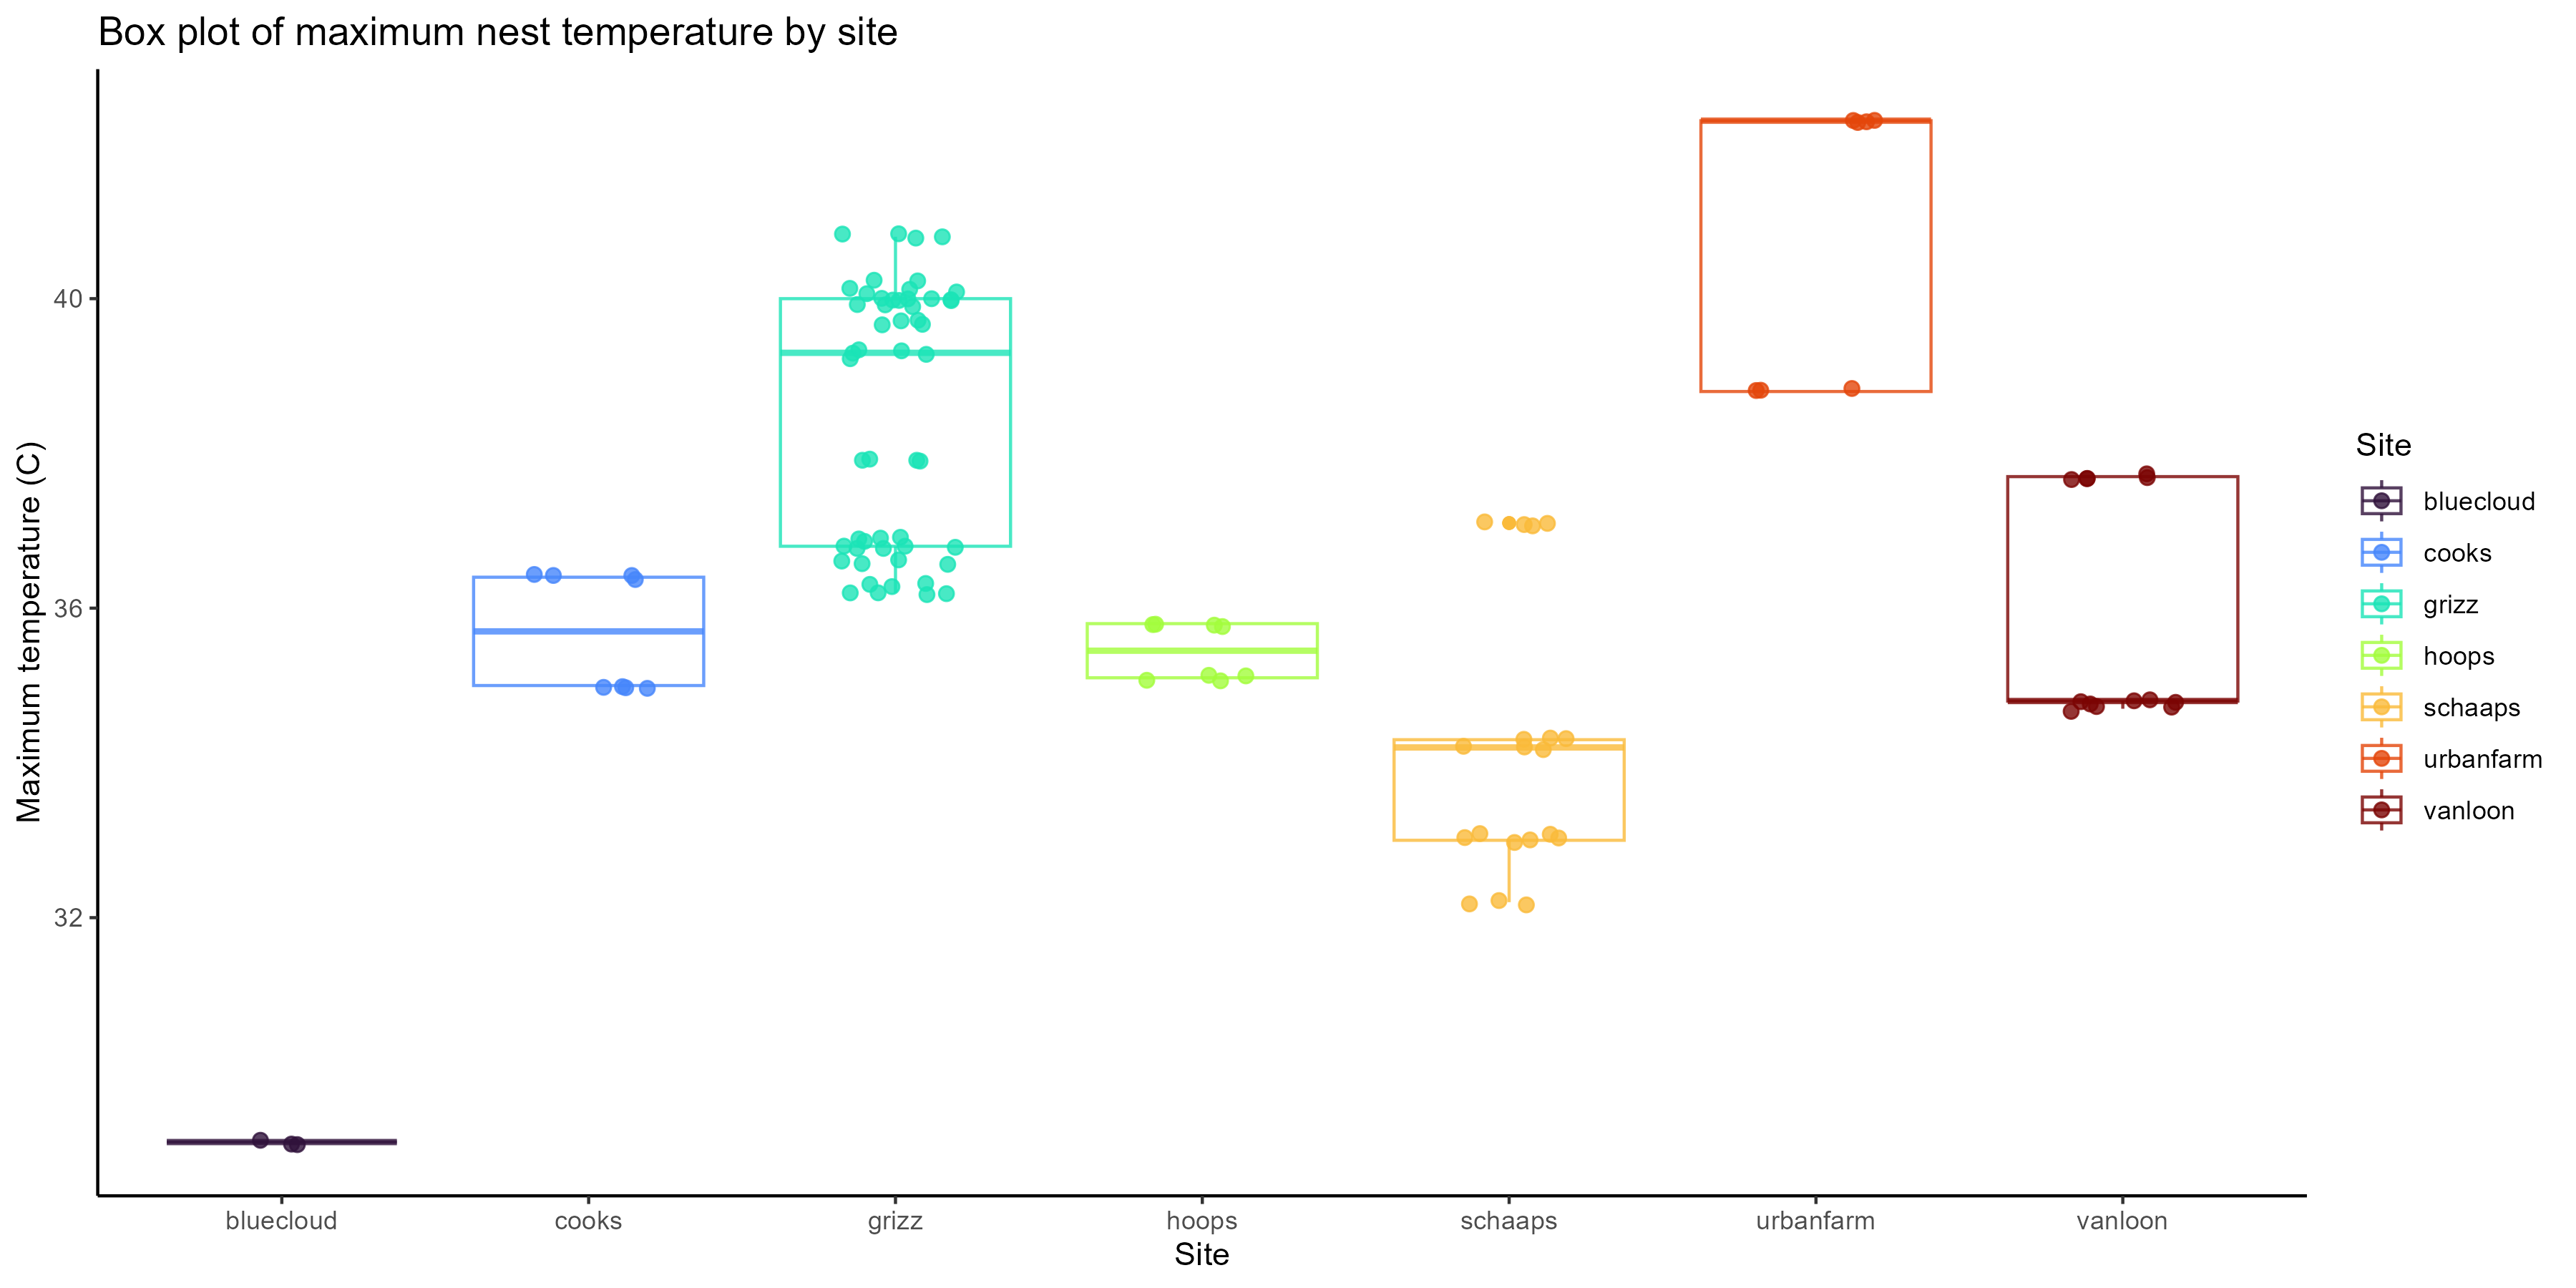 Box plot of maximum nest temperature by site
Maximum temperature (C)
40
36
32
bluecloud
cooks
grizz
hoops
schaaps
urbanfarm
vanloon
Site
Site
bluecloud
cooks
grizz
hoops
schaaps
urbanfarm
vanloon